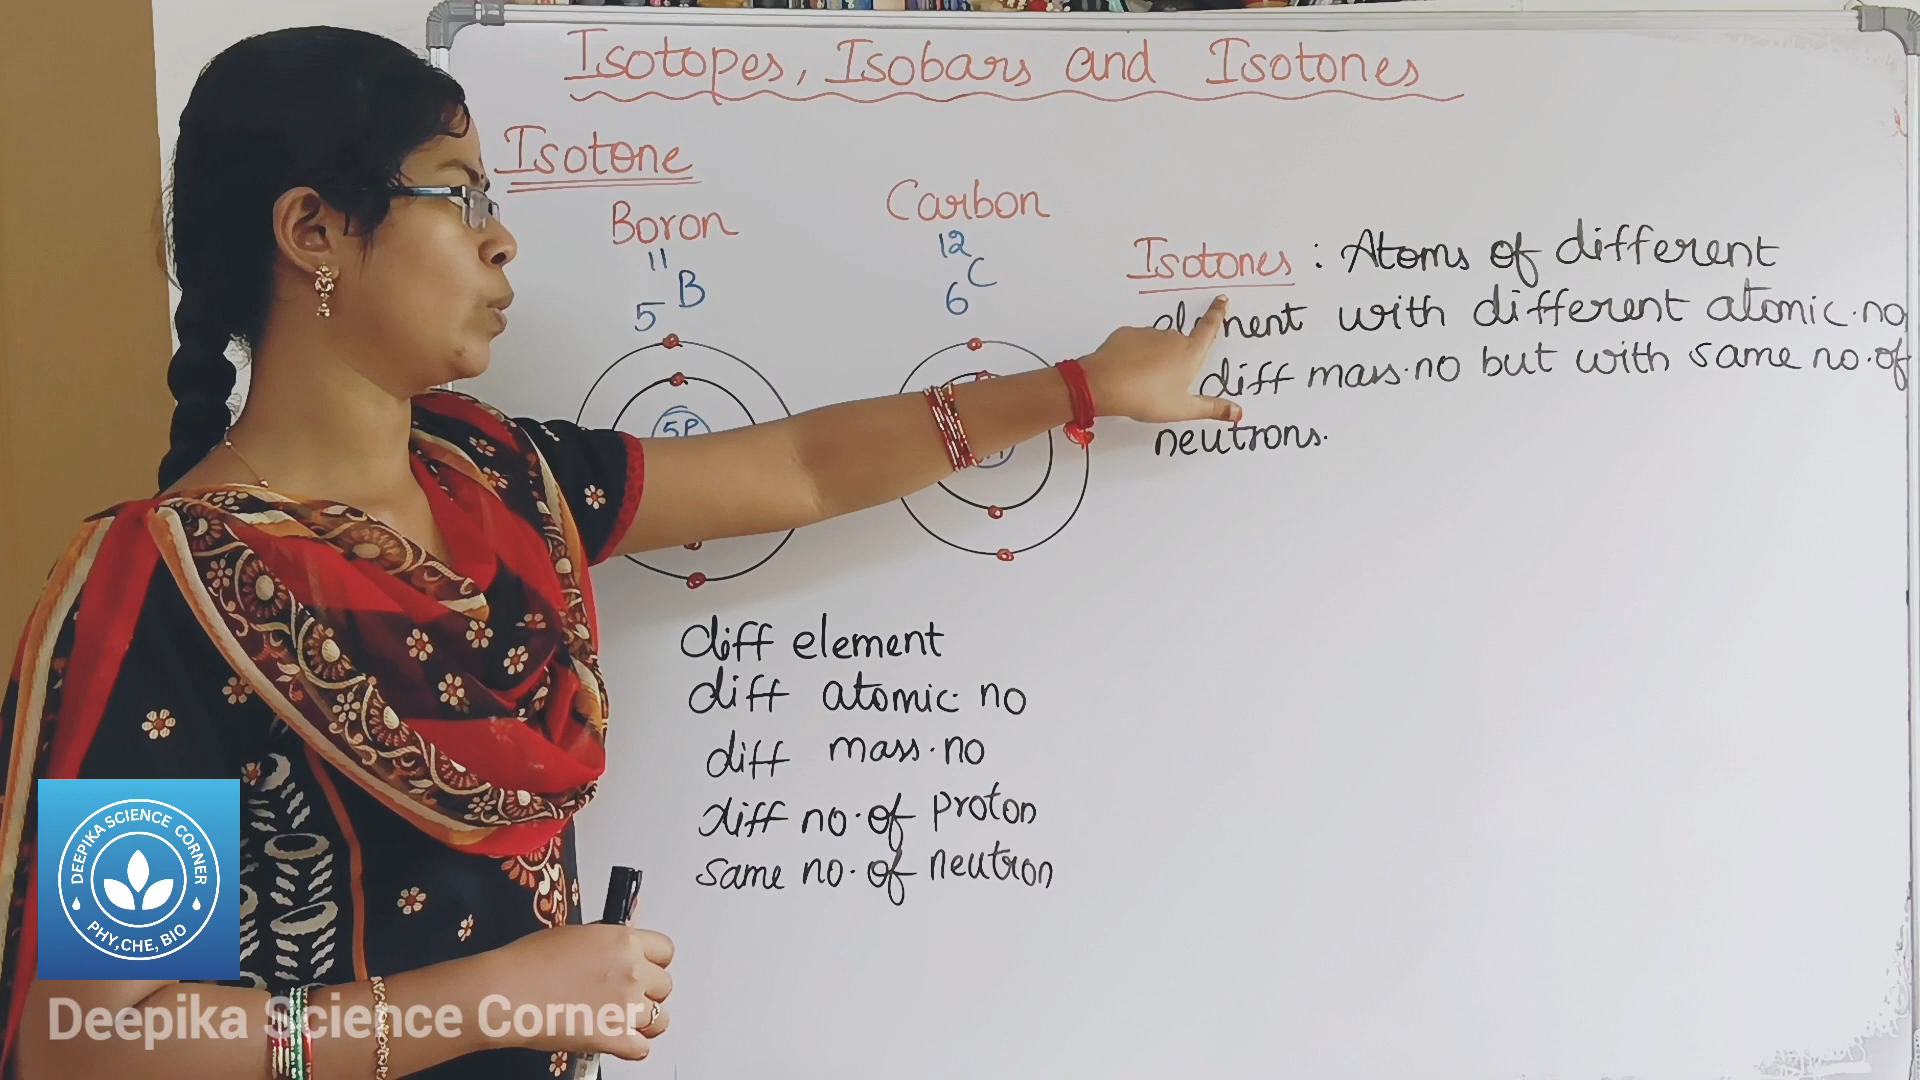 Isotopes, Isobars and Isotones
Isotone
Boron
11
B
5
Carbon
12
C
6
5P
Isotones : Atoms of different
with different atomic.no
diff mass.no but with same no.of
neutrons.
diff element
diff atomic no
diff mass.no
diff no.of proton
same no.of neutron
DEEPIKA SCIENCE CORNER
PHY,CHE, BIO
Deepika Science Corner